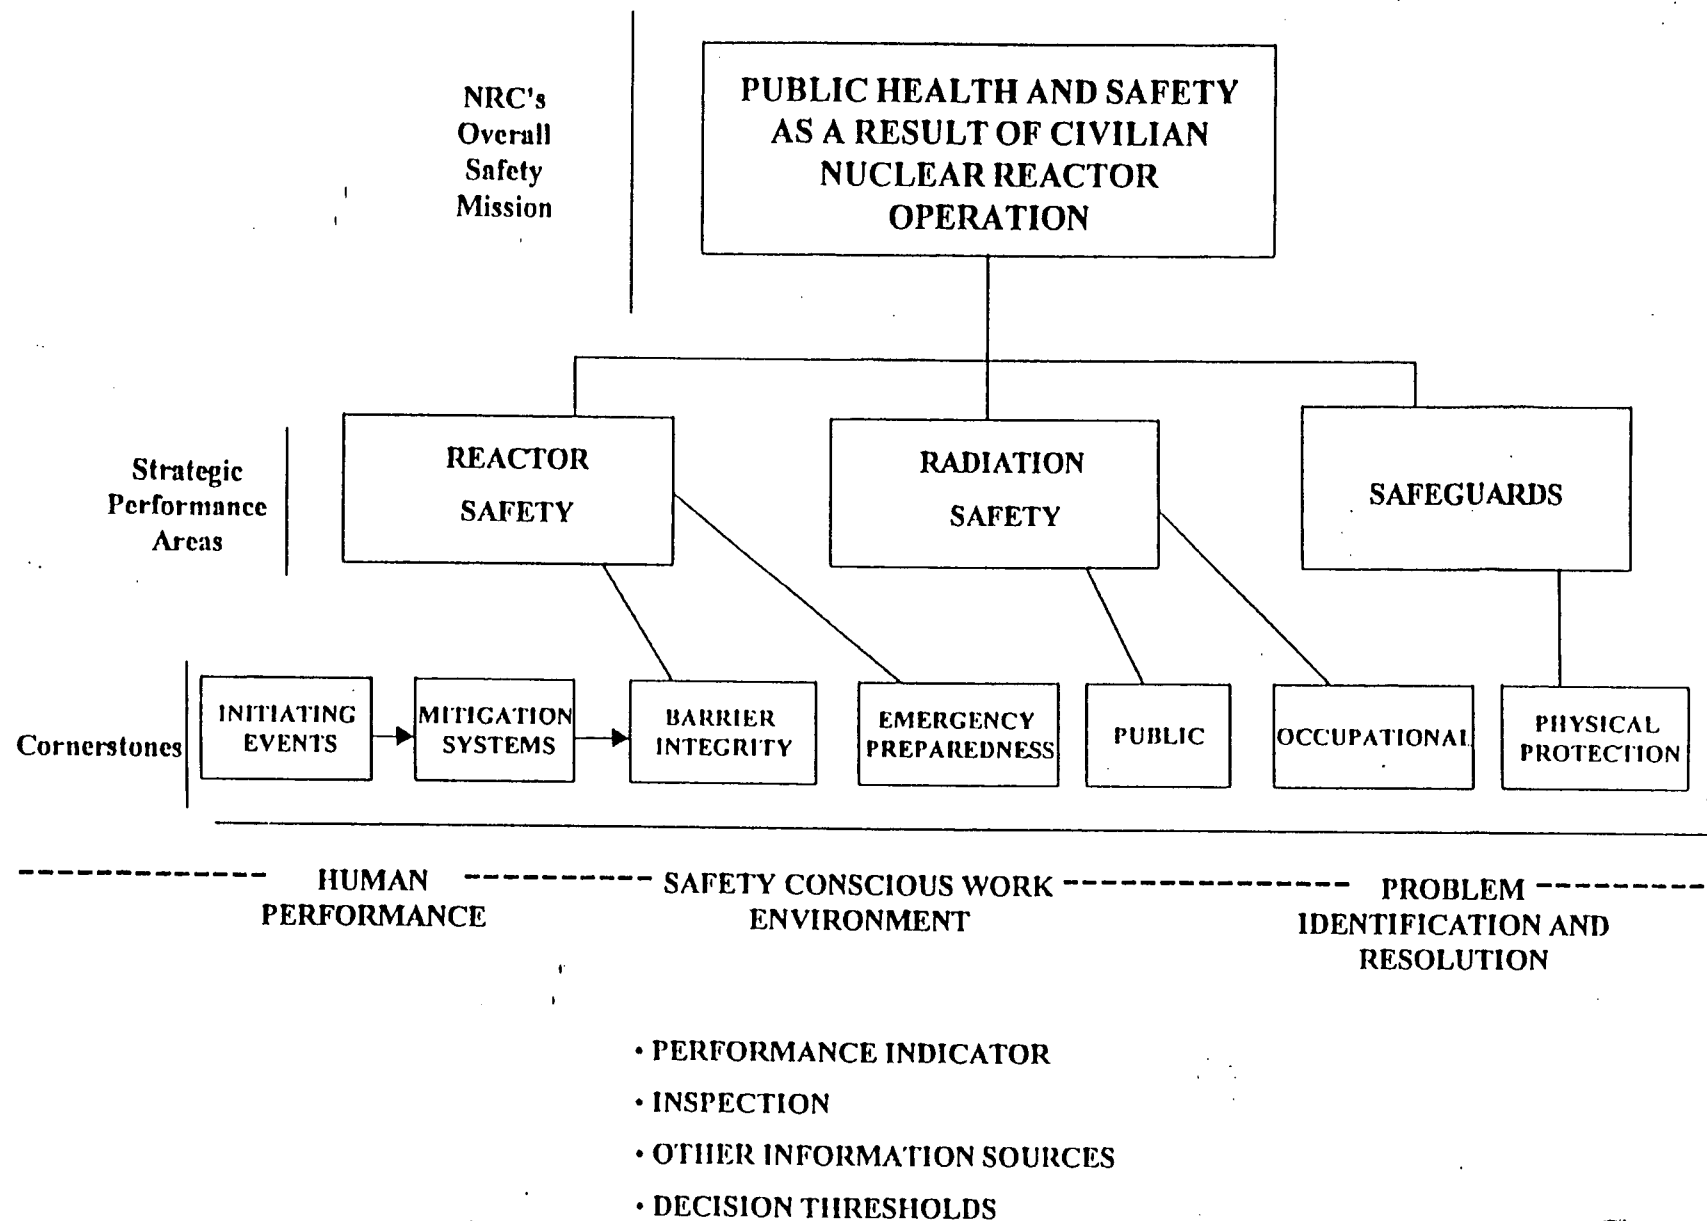 NRC's
Overall
Safety
Mission
PUBLIC HEALTH AND SAFETY
AS A RESULT OF CIVILIAN
NUCLEAR REACTOR
OPERATION
Strategic
Performance
Areas
REACTOR
SAFETY
RADIATION
SAFETY
SAFEGUARDS
Cornerstones
INITIATING
EVENTS
MITIGATION
SYSTEMS
BARRIER
INTEGRITY
EMERGENCY
PREPAREDNESS
PUBLIC
OCCUPATIONAL
PHYSICAL
PROTECTION
HUMAN
PERFORMANCE
SAFETY CONSCIOUS WORK
ENVIRONMENT
PROBLEM
IDENTIFICATION AND
RESOLUTION
• PERFORMANCE INDICATOR
• INSPECTION
• OTHER INFORMATION SOURCES
• DECISION THRESHOLDS